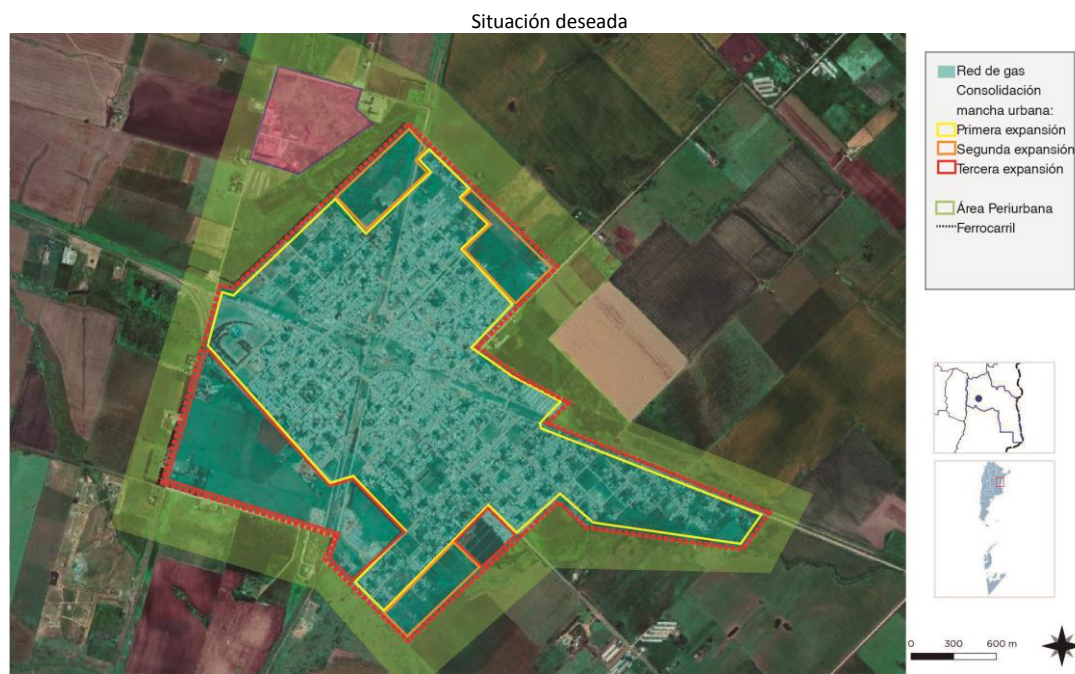 Situación deseada
Red de gas
Consolidación
mancha urbana:
Primera expansión
Segunda expansión
Tercera expansión
Área Periurbana
Ferrocarril
0 300 600 m